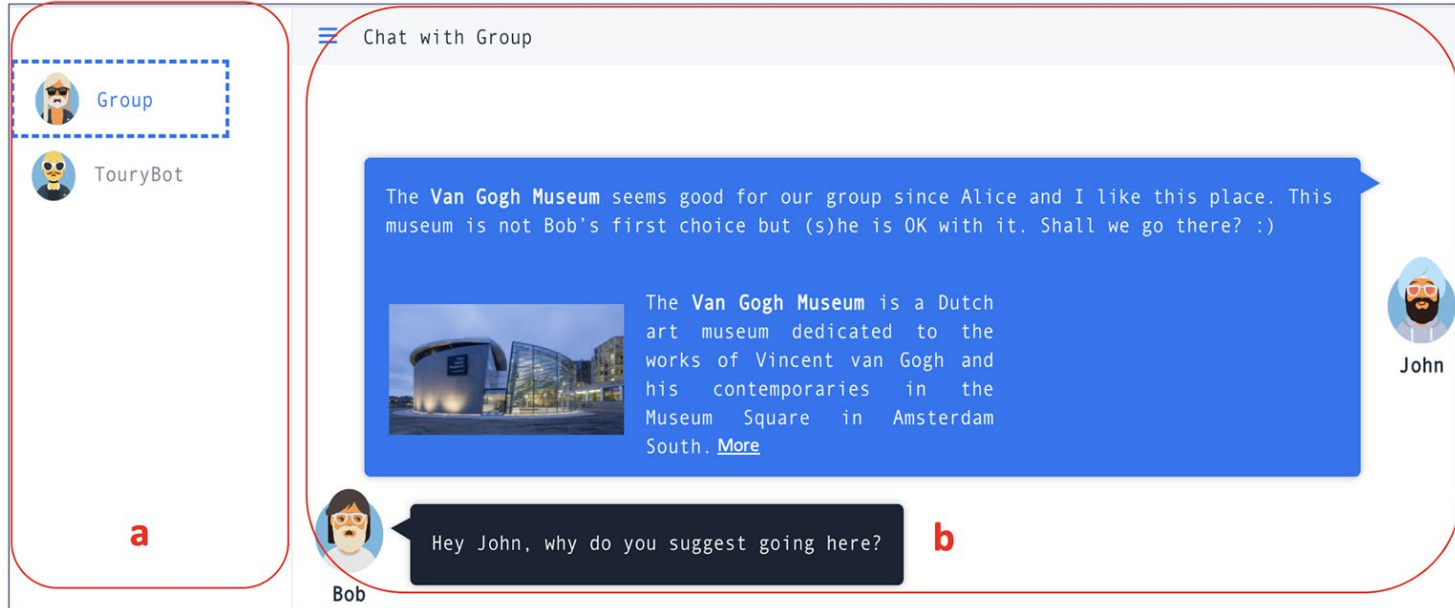 Chat with Group
Group
TouryBot
The Van Gogh Museum seems good for our group since Alice and I like this place. This
museum is not Bob's first choice but (s)he is OK with it. Shall we go there? :)
The Van Gogh Museum is a Dutch
art museum dedicated to the
works of Vincent van Gogh and
his contemporaries in the
Museum Square in Amsterdam
South. More
John
Hey John, why do you suggest going here?
Bob
a
b